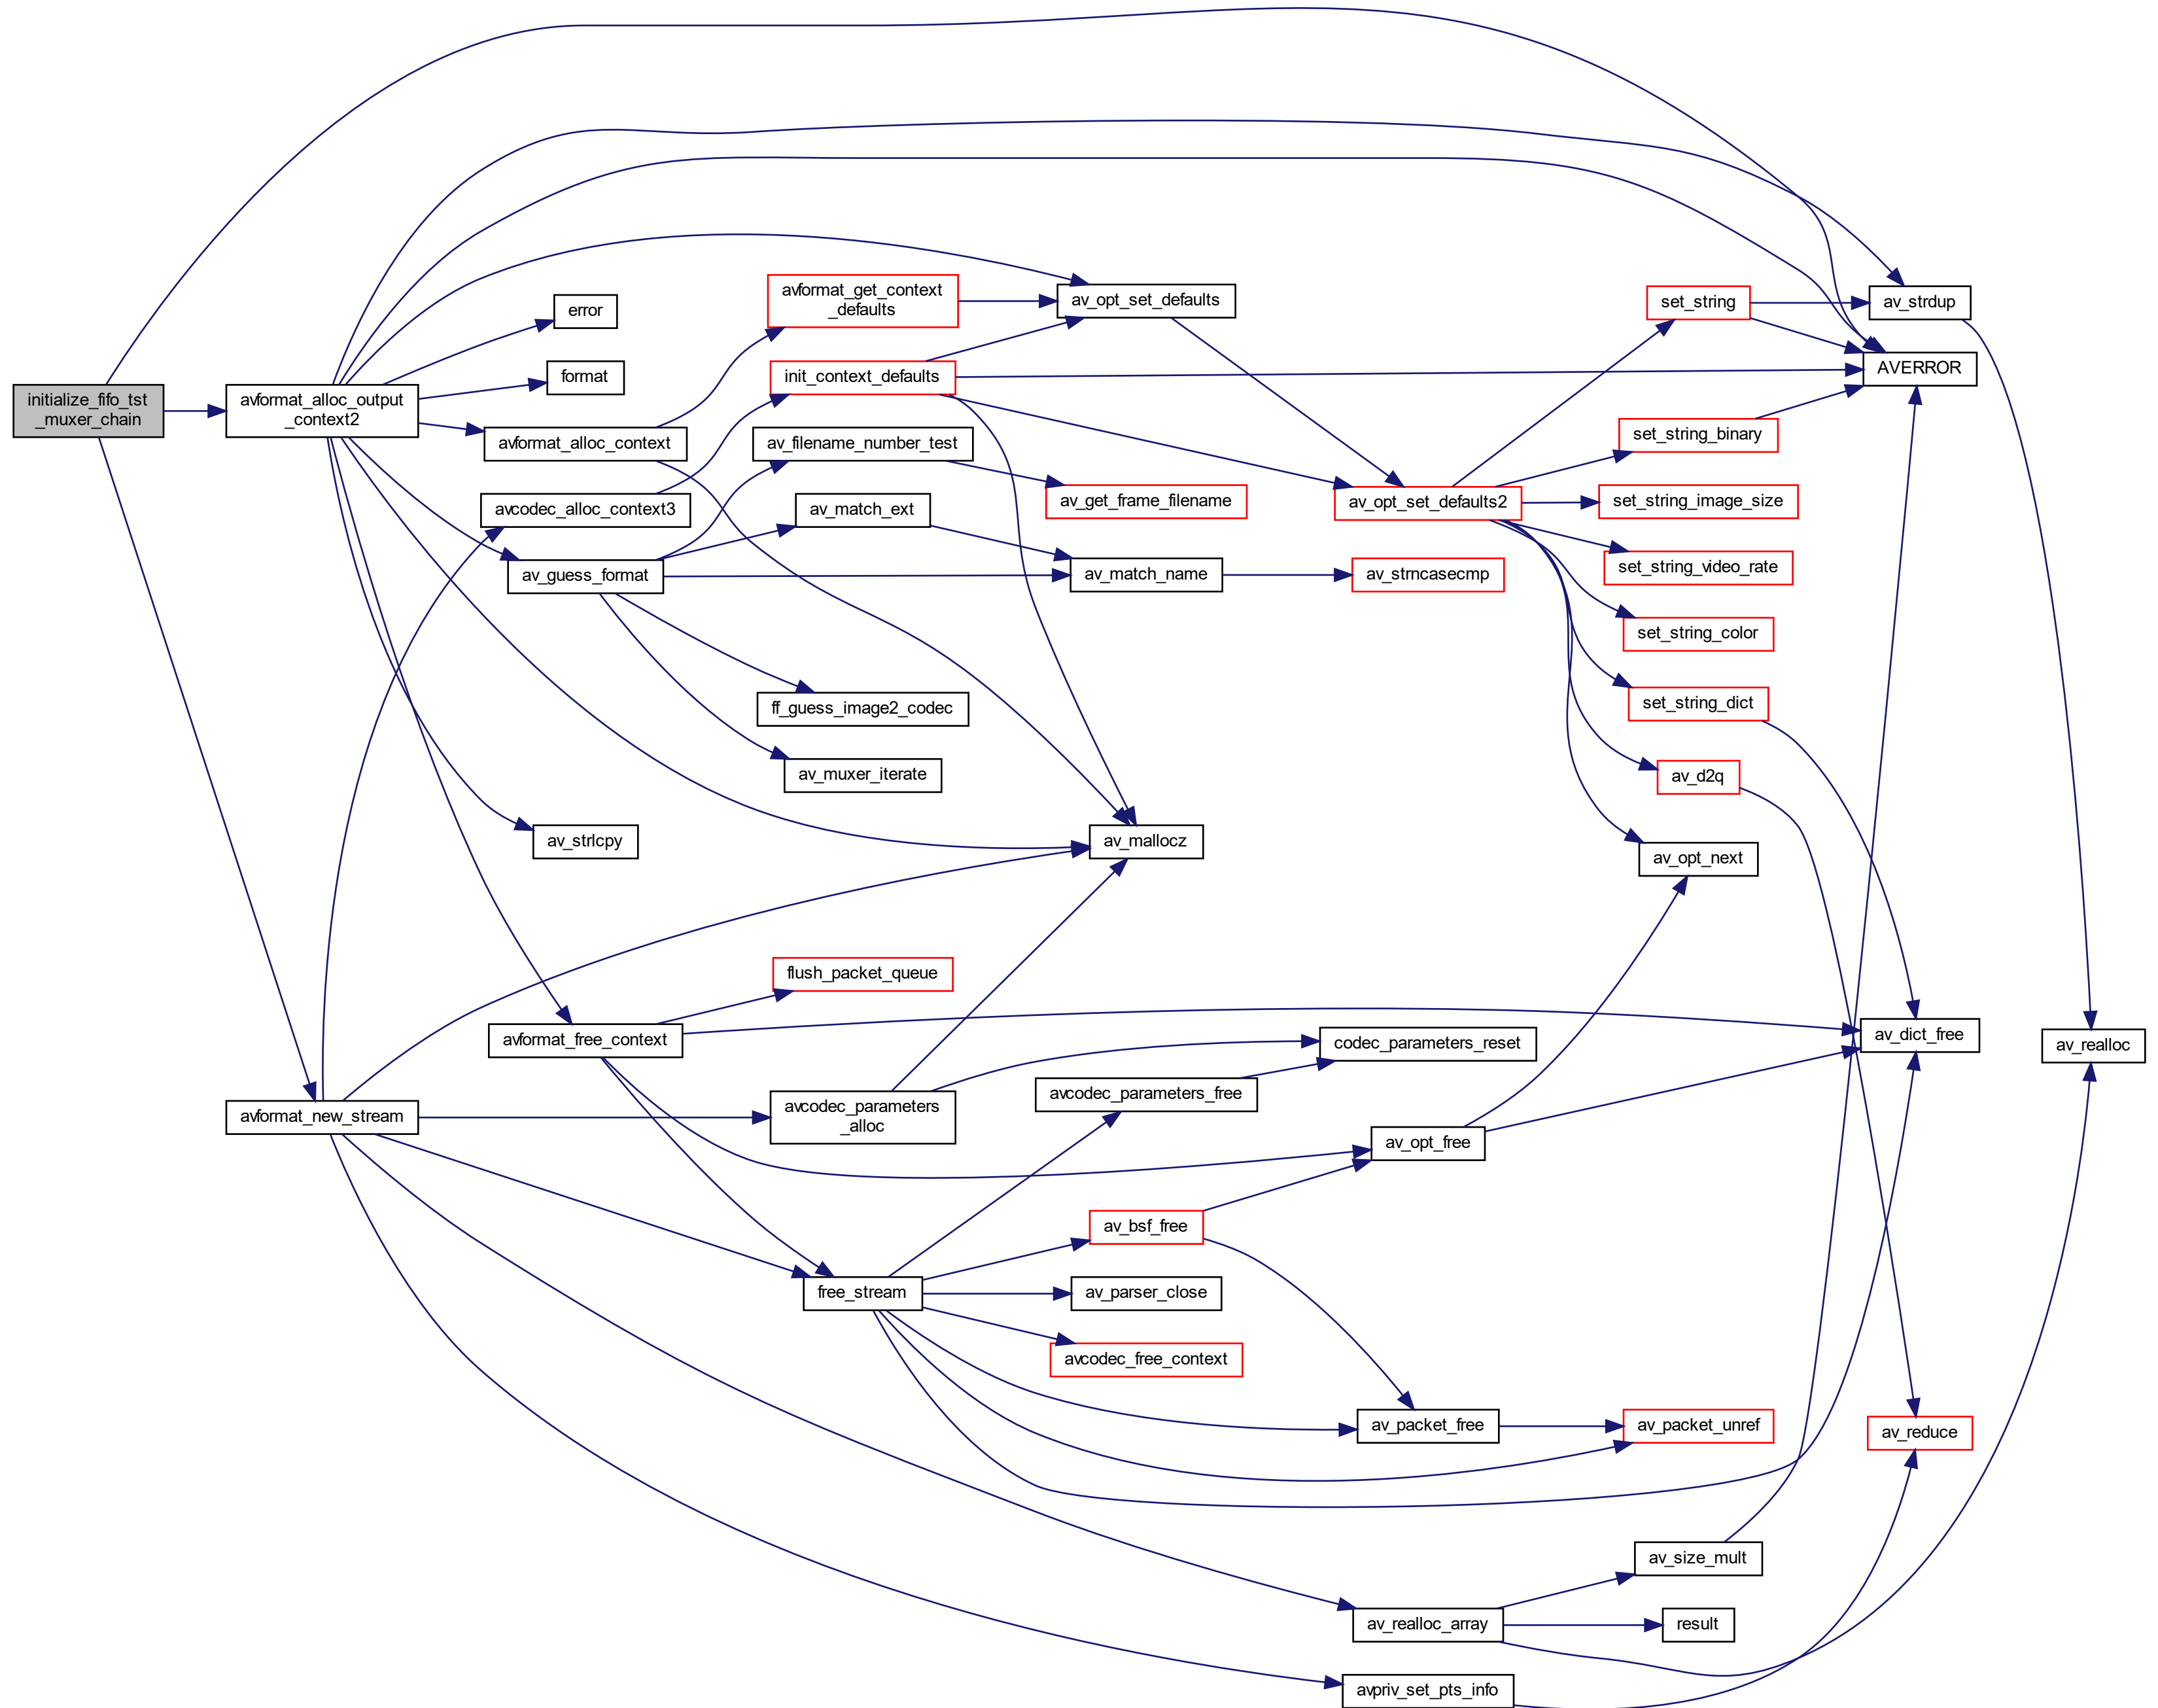 initialize_fifo_tst
_muxer_chain
avformat_alloc_output
_context2
error
format
avformat_alloc_context
avcodec_alloc_context3
av_guess_format
av_strlcpy
avformat_free_context
avformat_new_stream
avformat_get_context
_defaults
init_context_defaults
av_filename_number_test
av_match_ext
ff_guess_image2_codec
av_muxer_iterate
flush_packet_queue
avcodec_parameters
_alloc
free_stream
av_opt_set_defaults
av_get_frame_filename
av_match_name
av_mallocz
avcodec_parameters_free
av_bsf_free
av_parser_close
avcodec_free_context
av_opt_set_defaults2
av_strncasecmp
codec_parameters_reset
av_opt_free
av_packet_free
av_realloc_array
avpriv_set_pts_info
set_string
set_string_binary
set_string_image_size
set_string_video_rate
set_string_color
set_string_dict
av_d2q
av_opt_next
av_packet_unref
av_size_mult
result
av_strdup
AVERROR
av_dict_free
av_reduce
av_realloc